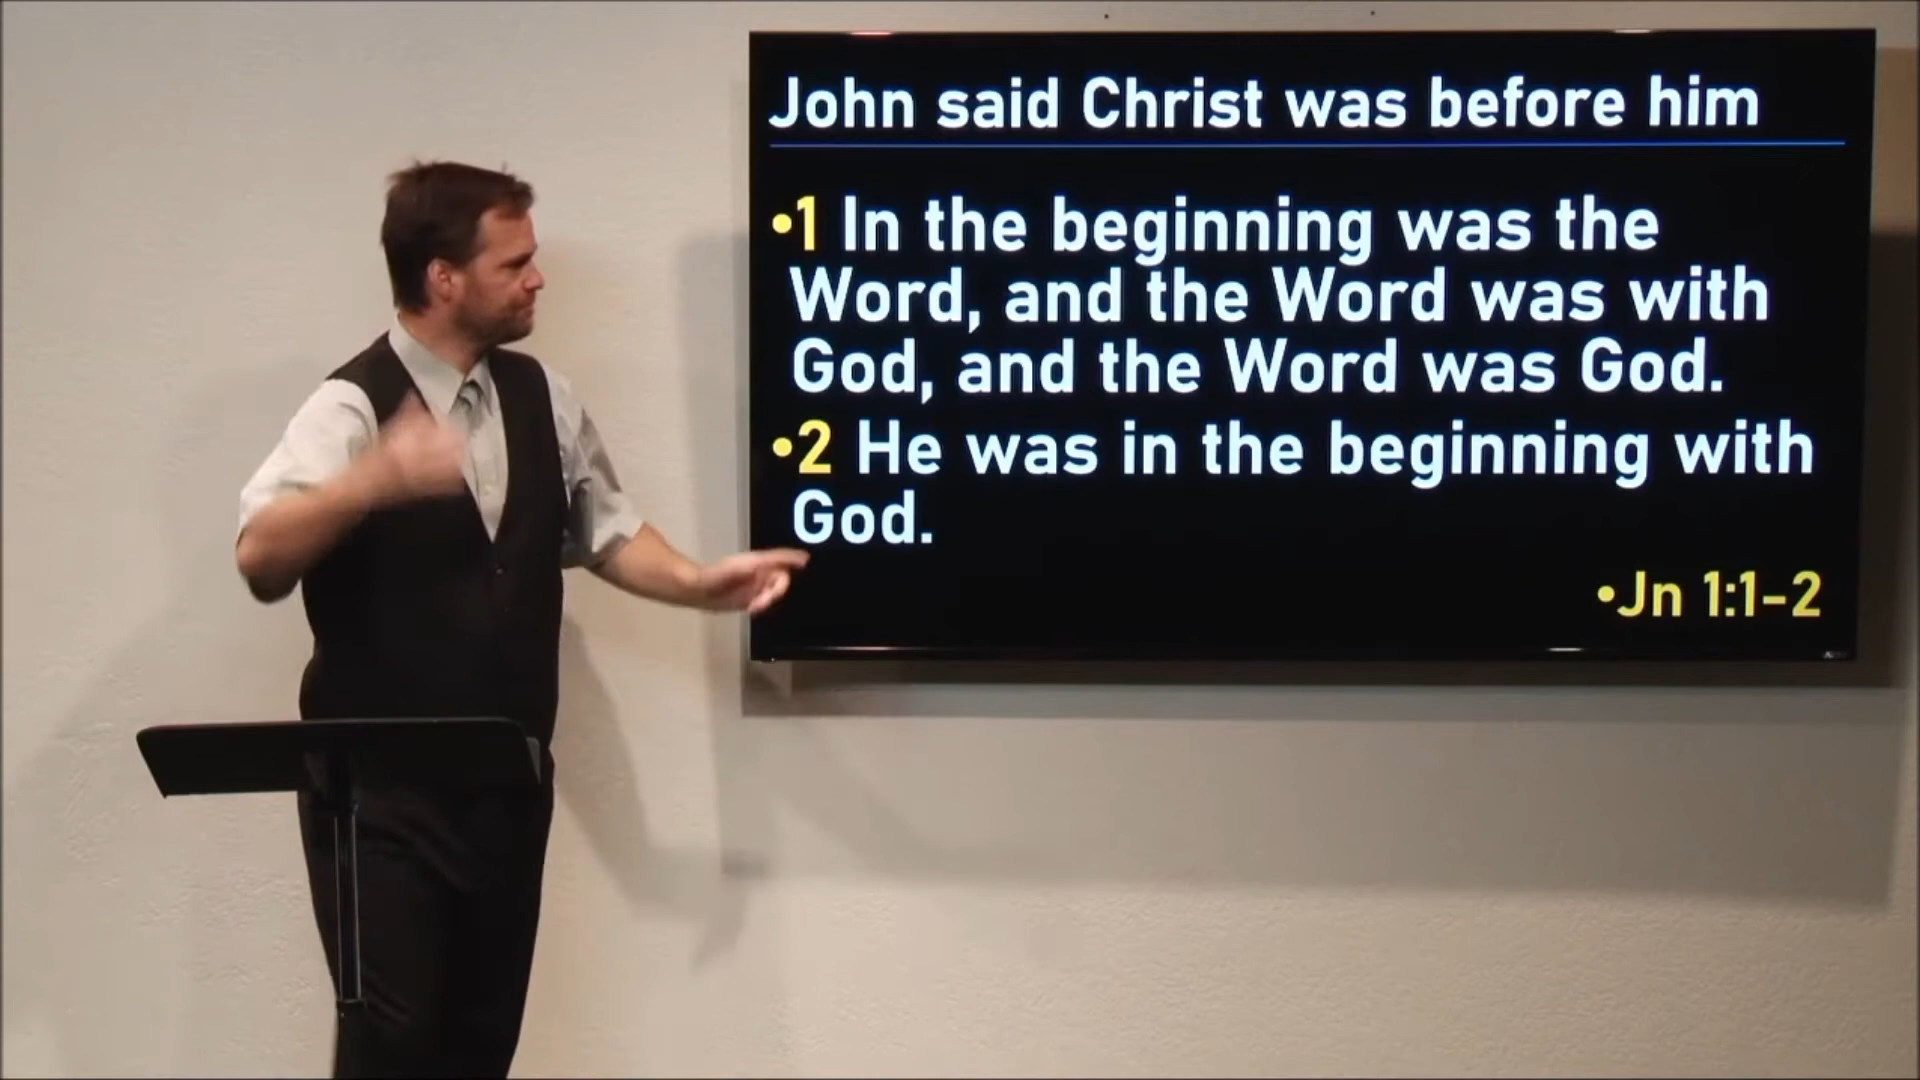 John said Christ was before him
•1 In the beginning was the
Word, and the Word was with
God, and the Word was God.
•2 He was in the beginning with
God.
•Jn 1:1-2